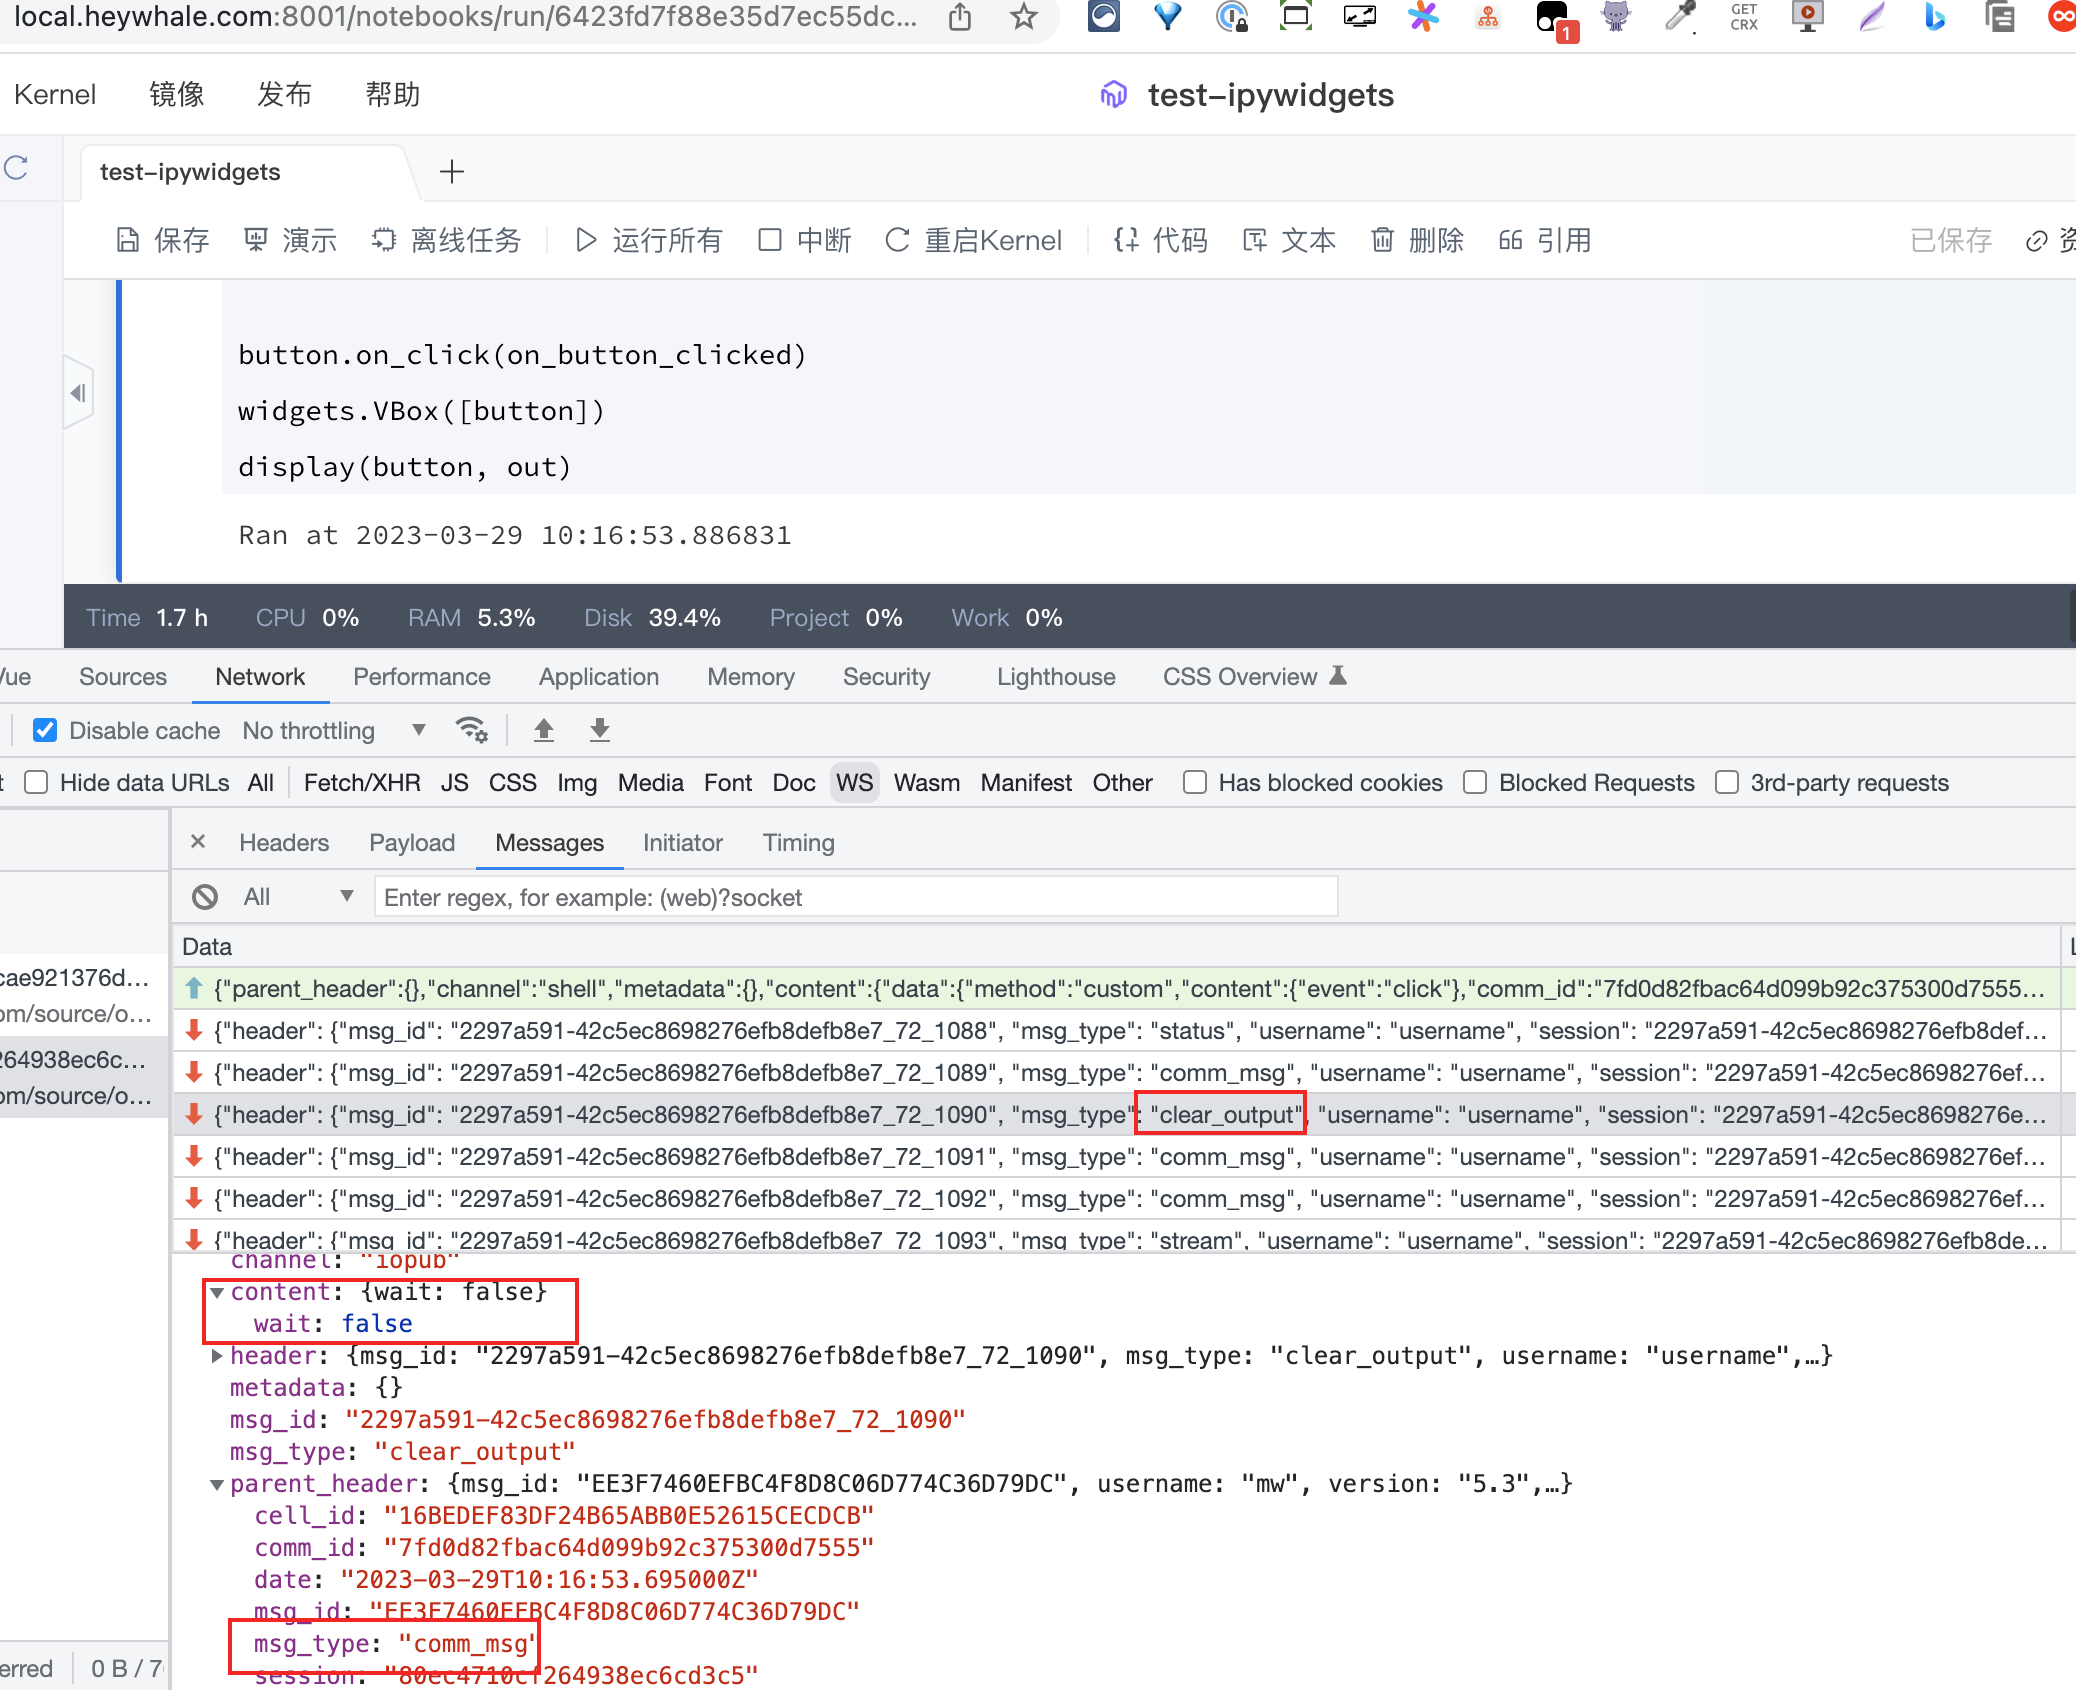 local.heywhale.com:8001/notebooks/run/6423fd7f88e35d7ec55dc...
1
GET
CRX
Kernel 镜像 发布 帮助
test-ipywidgets
test-ipywidgets
保存 演示 离线任务 运行所有 中断 重启Kernel 代码 文本 删除 引用 已保存
button.on_click(on_button_clicked)
widgets.VBox([button])
display(button, out)
Ran at 2023-03-29 10:16:53.886831
Time 1.7 h CPU 0% RAM 5.3% Disk 39.4% Project 0% Work 0%
Vue Sources Network Performance Application Memory Security Lighthouse CSS Overview
Disable cache No throttling
Hide data URLs All Fetch/XHR JS CSS Img Media Font Doc WS Wasm Manifest Other Has blocked cookies Blocked Requests 3rd-party requests
× Headers Payload Messages Initiator Timing
All Enter regex, for example: (web)?socket
Data
cae921376d...
om/source/o...
264938ec6c...
om/source/o...
{"parent_header":{},"channel":"shell","metadata":{},"content":{"data":{"method":"custom","content":{"event":"click"},"comm_id":"7fd0d82fbac64d099b92c375300d7555...
{"header": {"msg_id": "2297a591-42c5ec8698276efb8defb8e7_72_1088", "msg_type": "status", "username": "username", "session": "2297a591-42c5ec8698276efb8def...
{"header": {"msg_id": "2297a591-42c5ec8698276efb8defb8e7_72_1089", "msg_type": "comm_msg", "username": "username", "session": "2297a591-42c5ec8698276ef...
{"header": {"msg_id": "2297a591-42c5ec8698276efb8defb8e7_72_1090", "msg_type": "clear_output", "username": "username", "session": "2297a591-42c5ec8698276e...
{"header": {"msg_id": "2297a591-42c5ec8698276efb8defb8e7_72_1091", "msg_type": "comm_msg", "username": "username", "session": "2297a591-42c5ec8698276ef...
{"header": {"msg_id": "2297a591-42c5ec8698276efb8defb8e7_72_1092", "msg_type": "comm_msg", "username": "username", "session": "2297a591-42c5ec8698276ef...
{"header": {"msg_id": "2297a591-42c5ec8698276efb8defb8e7_72_1093", "msg_type": "stream", "username": "username", "session": "2297a591-42c5ec8698276efb8de...
channel: "iopub"
content: {wait: false}
wait: false
header: {msg_id: "2297a591-42c5ec8698276efb8defb8e7_72_1090", msg_type: "clear_output", username: "username",…}
metadata: {}
msg_id: "2297a591-42c5ec8698276efb8defb8e7_72_1090"
msg_type: "clear_output"
parent_header: {msg_id: "EE3F7460EFBC4F8D8C06D774C36D79DC", username: "mw", version: "5.3",…}
cell_id: "16BEDEF83DF24B65ABB0E52615CECDCB"
comm_id: "7fd0d82fbac64d099b92c375300d7555"
date: "2023-03-29T10:16:53.695000Z"
msg_id: "EE3F7460EFBC4F8D8C06D774C36D79DC"
msg_type: "comm_msg"
session: "80ec4710cf264938ec6cd3c5"
erred 0 B / 7